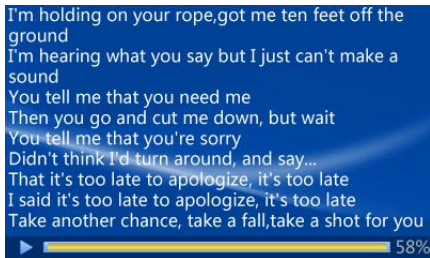 I'm holding on your rope,got me ten feet off the
ground
I'm hearing what you say but I just can't make a
sound
You tell me that you need me
Then you go and cut me down, but wait
You tell me that you're sorry
Didn't think I'd turn around, and say...
That it's too late to apologize, it's too late
I said it's too late to apologize, it's too late
Take another chance, take a fall,take a shot for you
58%